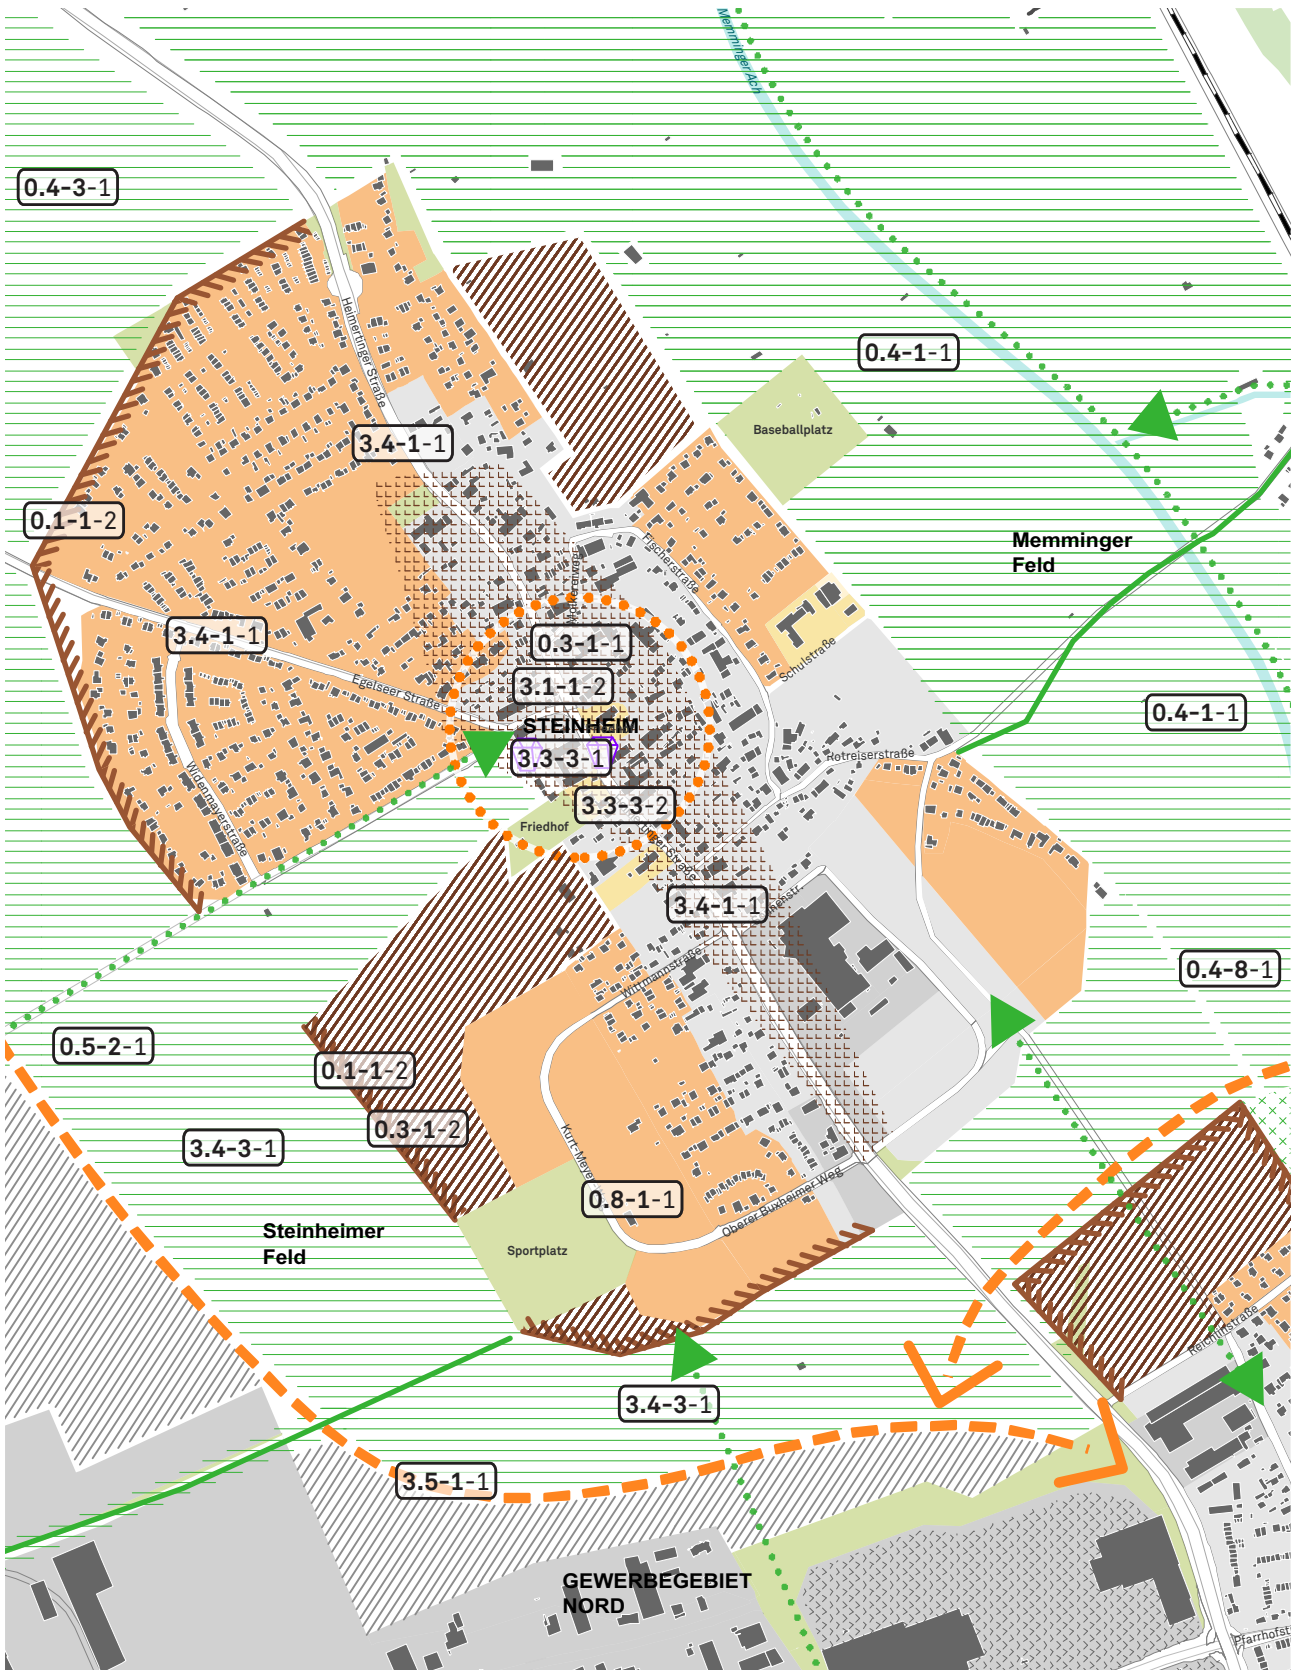 Memminger Ach
0.4-3-1
Heimertinger Straße
0.4-1-1
3.4-1-1
Baseballplatz
0.1-1-2
Memminger
Feld
Fischerstraße
Molkereiweg
3.4-1-1
0.3-1-1
Schulstraße
3.1-1-2
Egelseer Straße
0.4-1-1
STEINHEIM
3.3-3-1
Rotreiserstraße
Widenmayerstraße
3.3-3-2
Friedhof
3.4-1-1
Wittmannstraße
0.4-8-1
0.5-2-1
0.1-1-2
0.3-1-2
3.4-3-1
0.8-1-1
Oberer Buxheimer Weg
Steinheimer
Feld
Sportplatz
Reichlinstraße
3.4-3-1
3.5-1-1
GEWERBEGEBIET
NORD